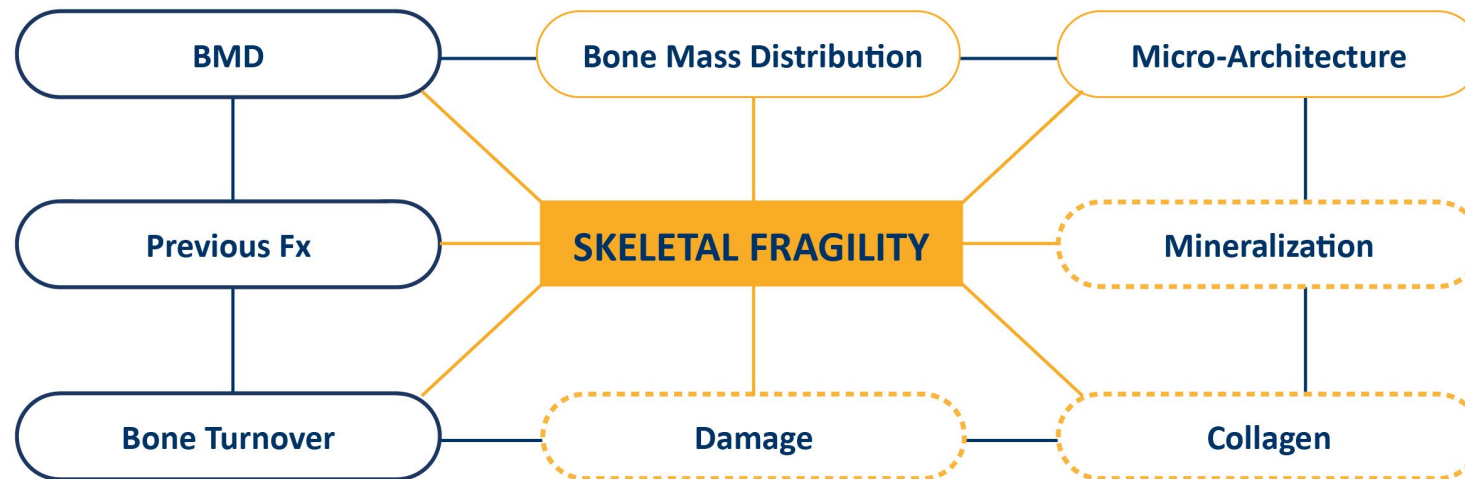 BMD
Bone Mass Distribution
Micro-Architecture
Previous Fx
SKELETAL FRAGILITY
Mineralization
Bone Turnover
Damage
Collagen